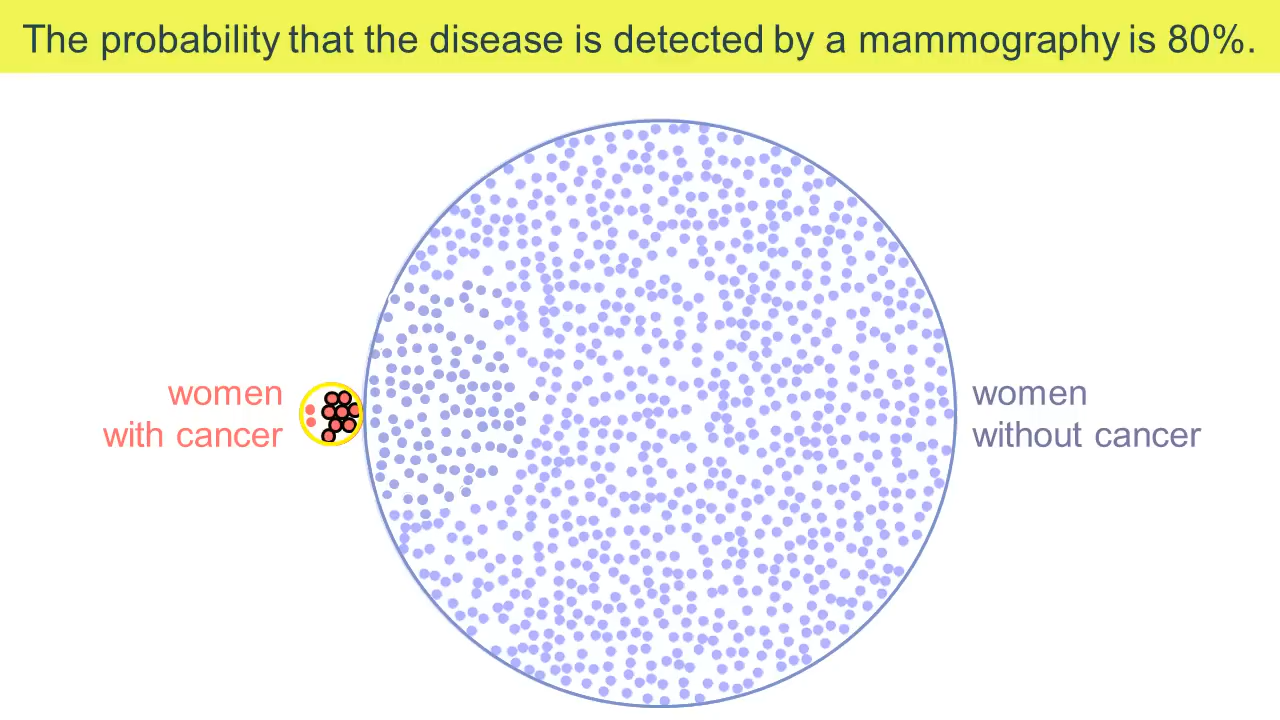 The probability that the disease is detected by a mammography is 80%.
women
with cancer
women
without cancer